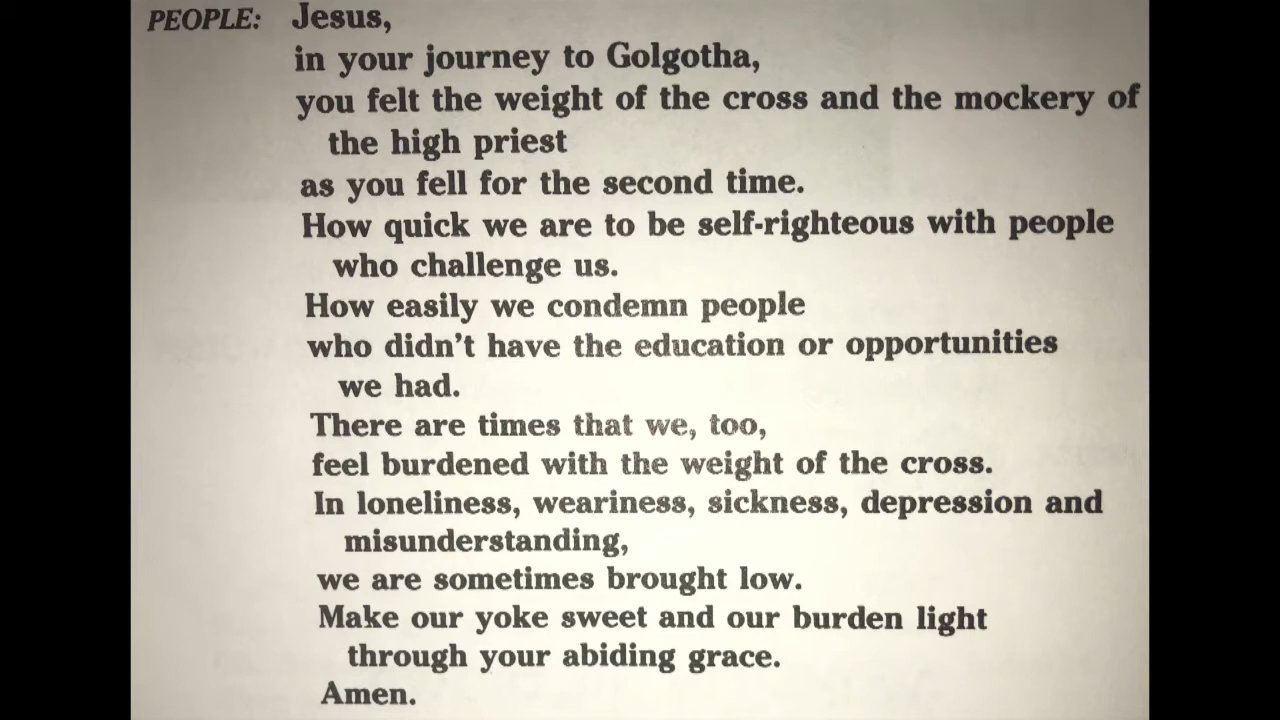 PEOPLE: Jesus,
in your journey to Golgotha,
you felt the weight of the cross and the mockery of
the high priest
as you fell for the second time.
How quick we are to be self-righteous with people
who challenge us.
How easily we condemn people
who didn't have the education or opportunities
we had.
There are times that we, too,
feel burdened with the weight of the cross.
In loneliness, weariness, sickness, depression and
misunderstanding,
we are sometimes brought low.
Make our yoke sweet and our burden light
through your abiding grace.
Amen.